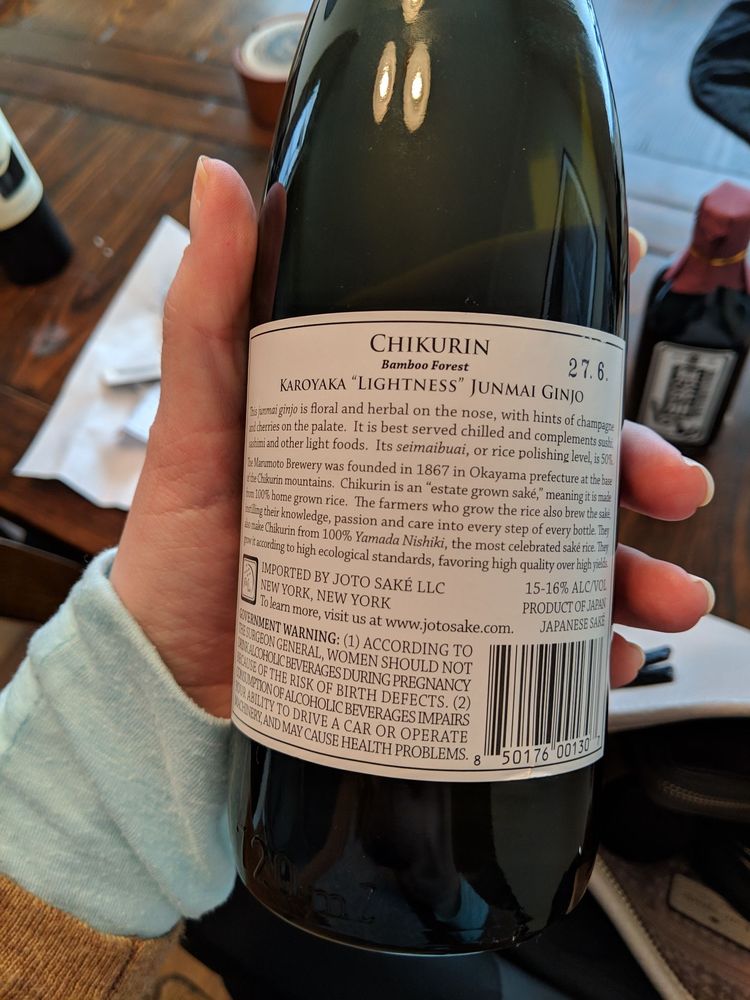 CHIKURIN
Bamboo Forest
27.6.
KAROYAKA “LIGHTNESS” JUNMAI GINJO
This junmai ginjo is floral and herbal on the nose, with hints of champagne
and cherries on the palate. It is best served chilled and complements sushi,
sashimi and other light foods. Its seimaibuai, or rice polishing level, is 50%.
The Marumoto Brewery was founded in 1867 in Okayama prefecture at the base
of the Chikurin mountains. Chikurin is an “estate grown saké,” meaning it is made
from 100% home grown rice. The farmers who grow the rice also brew the saké,
instilling their knowledge, passion and care into every step of every bottle. They
also make Chikurin from 100% Yamada Nishiki, the most celebrated saké rice. They
grow it according to high ecological standards, favoring high quality over high yields.
IMPORTED BY JOTO SAKÉ LLC
NEW YORK, NEW YORK
To learn more, visit us at www.jotosake.com.
15-16% ALC/VOL
PRODUCT OF JAPAN
JAPANESE SAKÉ
GOVERNMENT WARNING: (1) ACCORDING TO
THE SURGEON GENERAL, WOMEN SHOULD NOT
DRINK ALCOHOLIC BEVERAGES DURING PREGNANCY
BECAUSE OF THE RISK OF BIRTH DEFECTS. (2)
CONSUMPTION OF ALCOHOLIC BEVERAGES IMPAIRS
YOUR ABILITY TO DRIVE A CAR OR OPERATE
MACHINERY, AND MAY CAUSE HEALTH PROBLEMS.
8 50176 00130 7
720ml